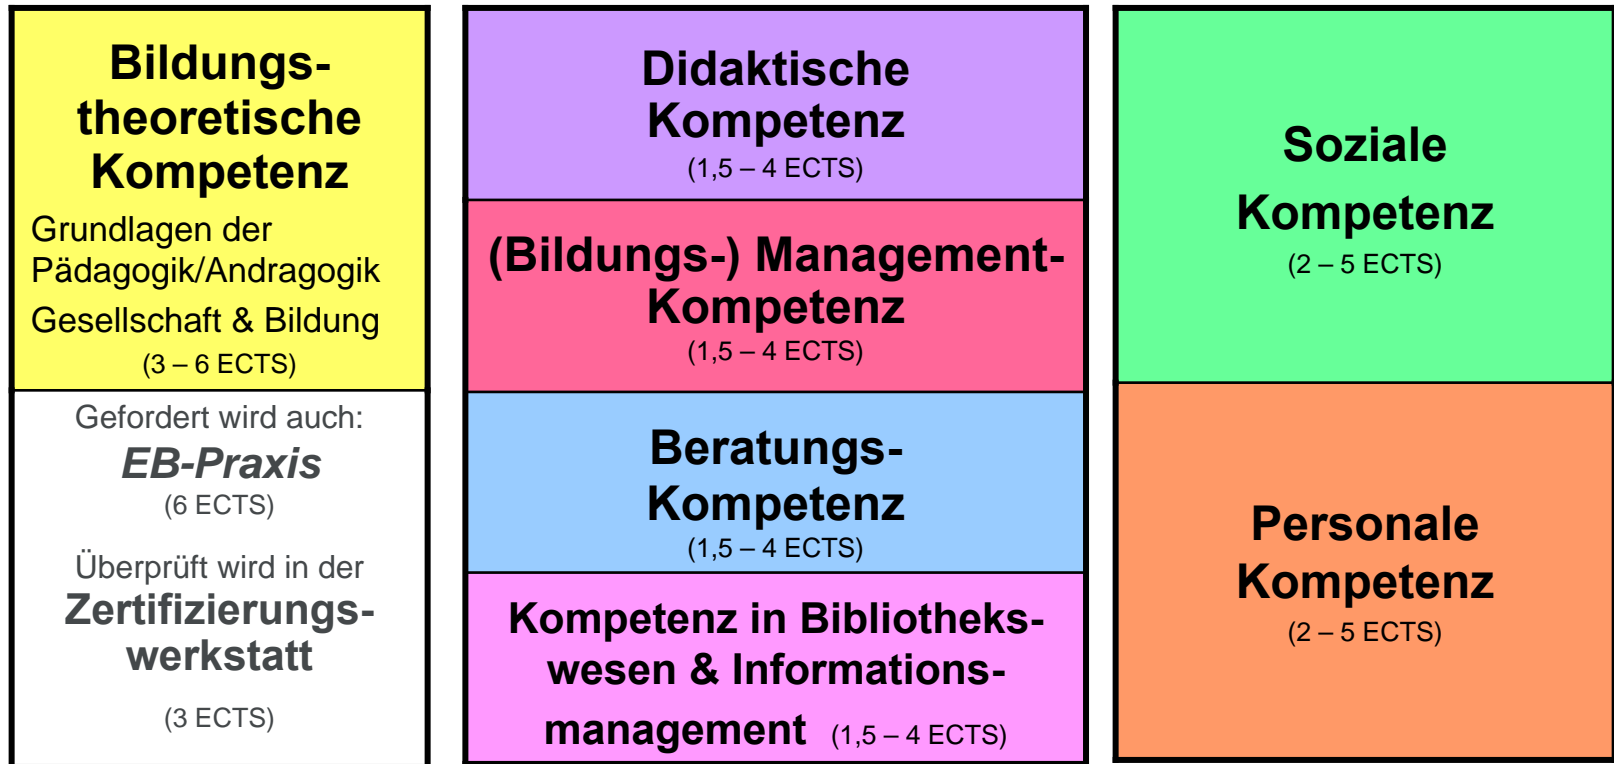 Bildungs-
theoretische
Kompetenz
Grundlagen der
Pädagogik/Andragogik
Gesellschaft & Bildung
(3 – 6 ECTS)
Gefordert wird auch:
EB-Praxis
(6 ECTS)
Überprüft wird in der
Zertifizierungs-
werkstatt
(3 ECTS)
Didaktische
Kompetenz
(1,5 – 4 ECTS)
(Bildungs-) Management-
Kompetenz
(1,5 – 4 ECTS)
Beratungs-
Kompetenz
(1,5 – 4 ECTS)
Kompetenz in Bibliotheks-
wesen & Informations-
management (1,5 – 4 ECTS)
Soziale
Kompetenz
(2 – 5 ECTS)
Personale
Kompetenz
(2 – 5 ECTS)